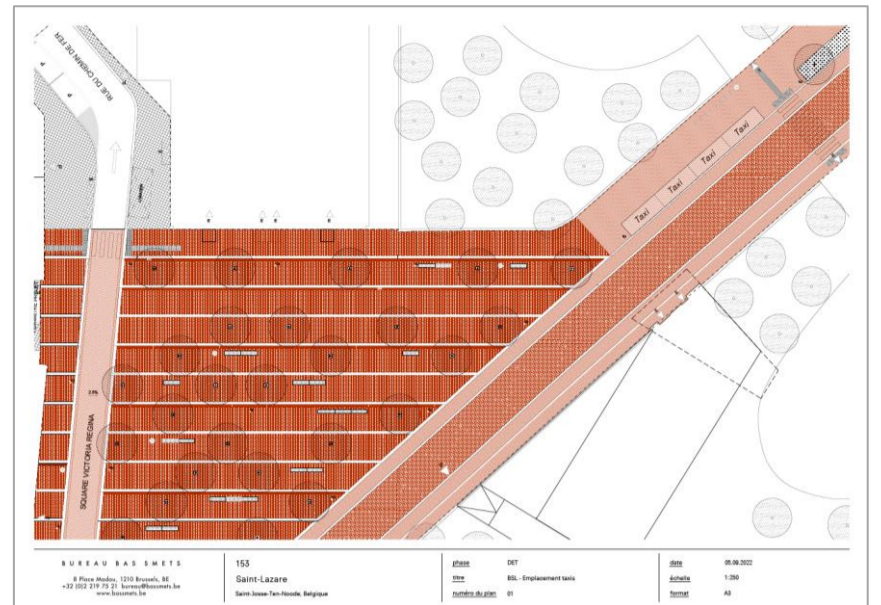 RUE DU CHEMIN DE FER
P
P
Taxi
Taxi
Taxi
Taxi
SQUARE VICTORIA REGINA
BUREAU BAS SMETS
8 Place Madou, 1210 Brussels, BE
+32 (0)2 219 75 21 bureau@bassmets.be
www.bassmets.be
153
Saint-Lazare
Saint-Josse-Ten-Noode, Belgique
phase DET
titre BSL - Emplacement taxis
numéro du plan 01
date 05.09.2022
échelle 1:250
format A3